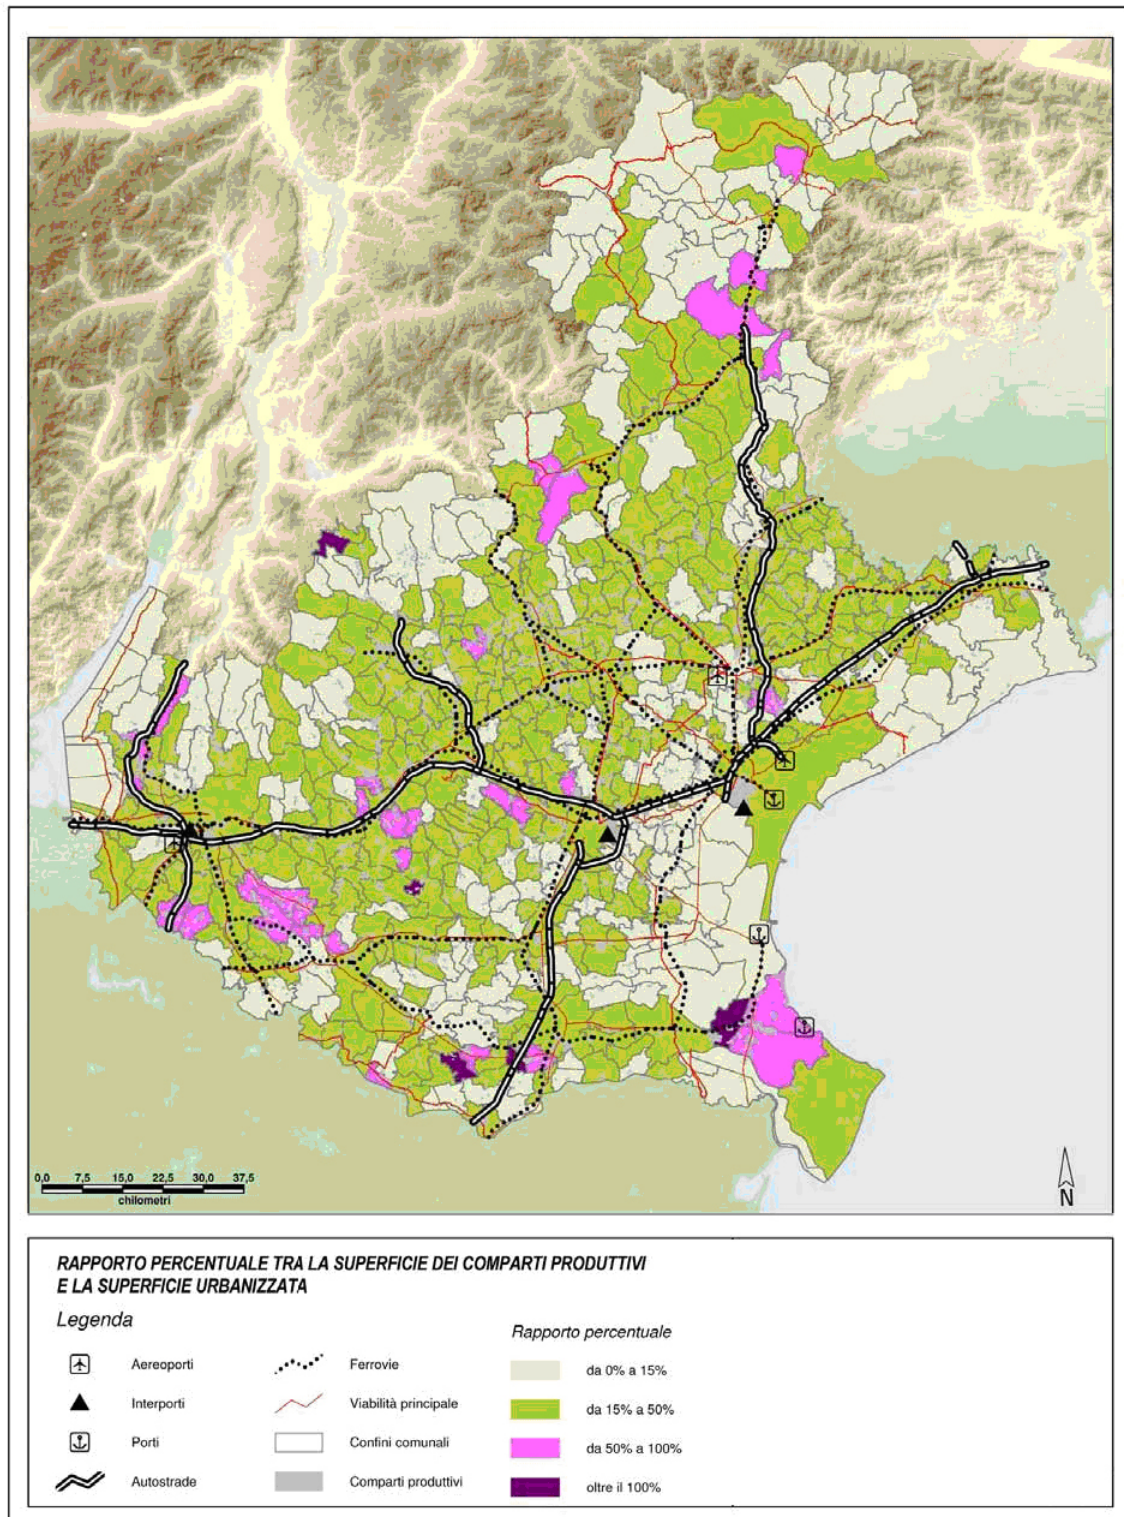 0,0 7,5 15,0 22,5 30,0 37,5
chilometri
N
RAPPORTO PERCENTUALE TRA LA SUPERFICIE DEI COMPARTI PRODUTTIVI
E LA SUPERFICIE URBANIZZATA
Legenda
Aereoporti
Interporti
Porti
Autostrade
Ferrovie
Viabilità principale
Confini comunali
Comparti produttivi
Rapporto percentuale
da 0% a 15%
da 15% a 50%
da 50% a 100%
oltre il 100%